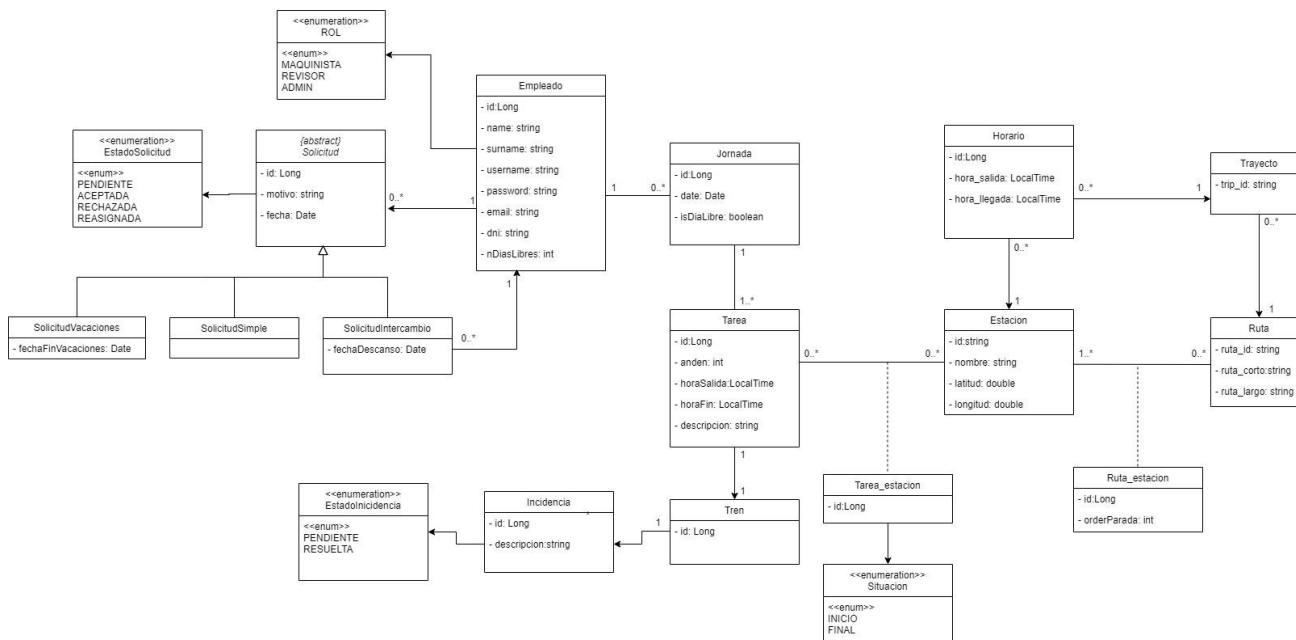 <<enumeration>>
ROL
<<enum>>
MAQUINISTA
REVISOR
ADMIN
Empleado
- id:Long
- name: string
- surname: string
- username: string
- password: string
- email: string
- dni: string
- nDiasLibres: int
<<enumeration>>
EstadoSolicitud
<<enum>>
PENDIENTE
ACEPTADA
RECHAZADA
REASIGNADA
{abstract}
Solicitud
- id: Long
- motivo: string
- fecha: Date
0..*
1
1
0..*
Jornada
- id:Long
- date: Date
- isDiaLibre: boolean
Horario
- id:Long
- hora_salida: LocalTime
- hora_llegada: LocalTime
0..*
1
Trayecto
- trip_id: string
0..*
0..*
1
1
1..*
1
1
SolicitudVacaciones
- fechaFinVacaciones: Date
SolicitudSimple
SolicitudIntercambio
- fechaDescanso: Date
0..*
Tarea
- id:Long
- anden: int
- horaSalida:LocalTime
- horaFin: LocalTime
- descripcion: string
0..*
0..*
Estacion
- id:string
- nombre: string
- latitud: double
- longitud: double
1..*
0..*
Ruta
- ruta_id: string
- ruta_corto:string
- ruta_largo: string
1
1
<<enumeration>>
EstadoInicidencia
<<enum>>
PENDIENTE
RESUELTA
Incidencia
- id: Long
- descripcion:string
*
1
Tren
- id: Long
Tarea_estacion
- id:Long
Ruta_estacion
- id:Long
- orderParada: int
<<enumeration>>
Situacion
<<enum>>
INICIO
FINAL